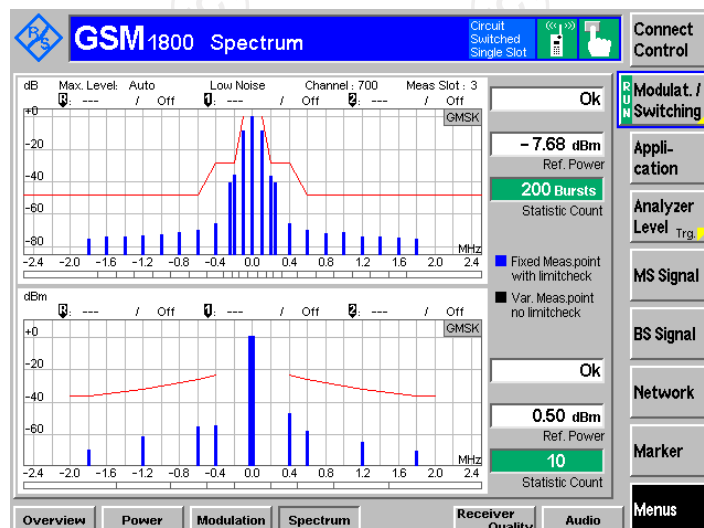 R&S
GSM1800 Spectrum
Circuit
Switched
Single Slot
Connect
Control
dB Max. Level: Auto Low Noise Channel : 700 Meas Slot : 3
R: --- / Off 1: --- / Off 2: --- / Off
+0
GMSK
-20
-40
-60
-80
MHz
-2.4 -2.0 -1.6 -1.2 -0.8 -0.4 0.0 0.4 0.8 1.2 1.6 2.0 2.4
Ok
-7.68 dBm
Ref. Power
200 Bursts
Statistic Count
Fixed Meas.point
with limitcheck
Var. Meas.point
no limitcheck
dBm
R: --- / Off 1: --- / Off 2: --- / Off
+0
GMSK
-20
-40
-60
MHz
-2.4 -2.0 -1.6 -1.2 -0.8 -0.4 0.0 0.4 0.8 1.2 1.6 2.0 2.4
Ok
0.50 dBm
Ref. Power
10
Statistic Count
RUN
Modulat. /
Switching
Appli-
cation
Analyzer
Level Trg.
MS Signal
BS Signal
Network
Marker
Menus
Overview Power Modulation Spectrum Receiver
Quality Audio